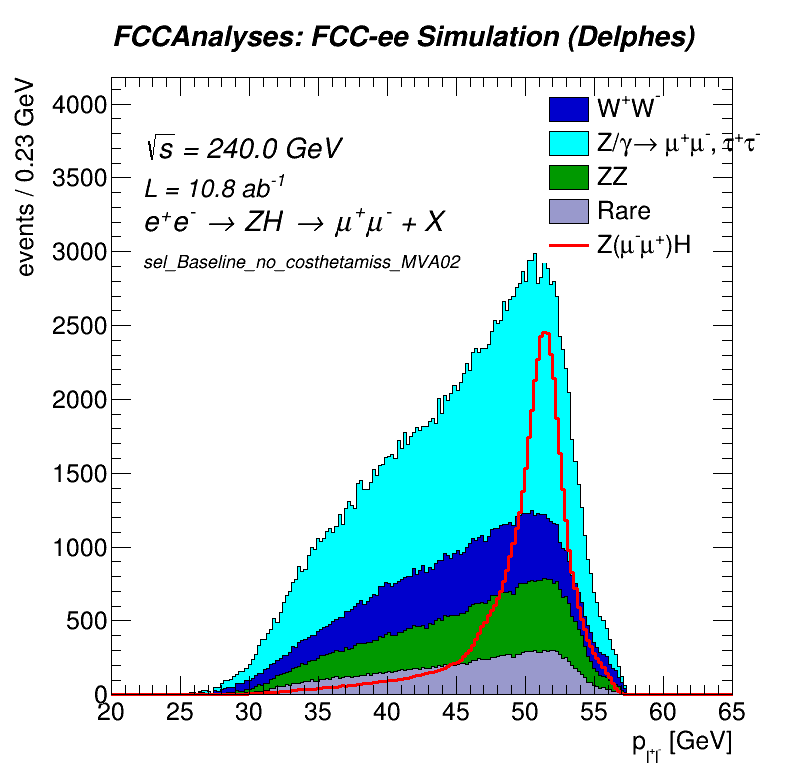 FCCAnalyses: FCC-ee Simulation (Delphes)
events / 0.23 GeV
4000
3500
3000
2500
2000
1500
1000
500
0
√s = 240.0 GeV
L = 10.8 ab⁻¹
e⁺e⁻ → ZH → μ⁺μ⁻ + X
sel_Baseline_no_costhetamiss_MVA02
W⁺W⁻
Z/γ→ μ⁺μ⁻, τ⁺τ⁻
ZZ
Rare
Z(μ⁻μ⁺)H
20 25 30 35 40 45 50 55 60 65
p_l⁺l⁻ [GeV]